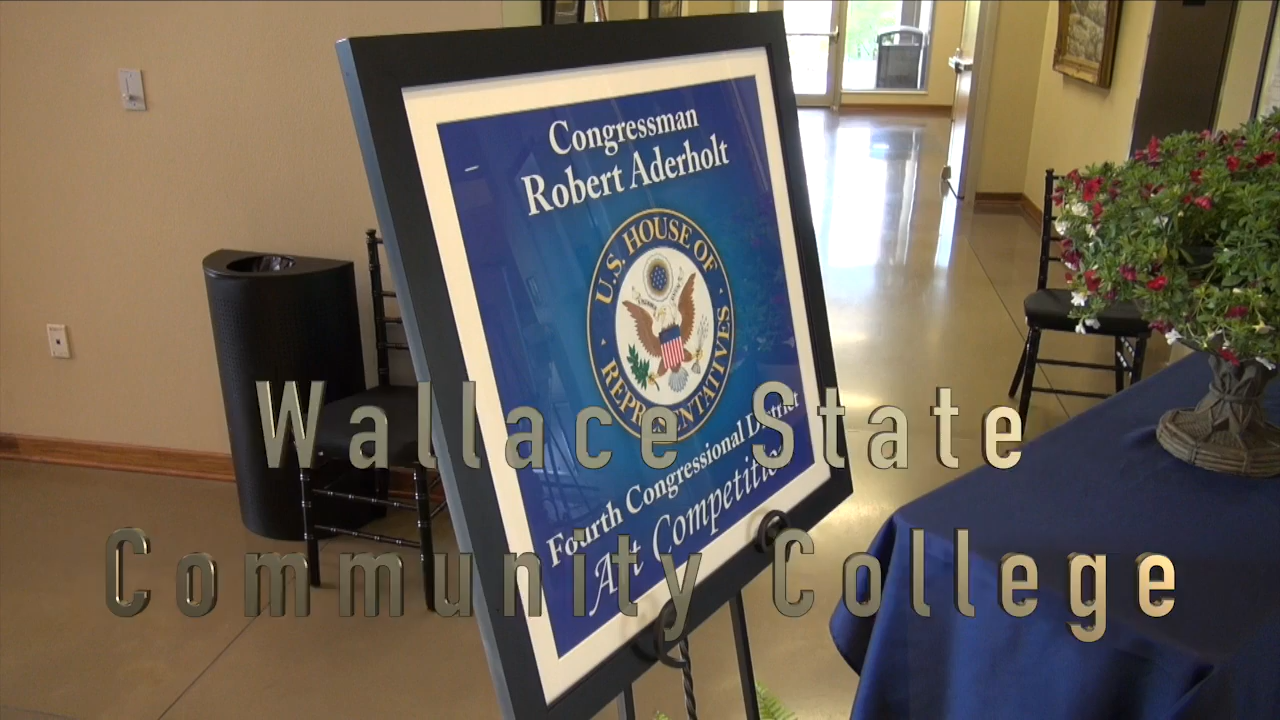 Congressman
Robert Aderholt
U.S. HOUSE OF
REPRESENTATIVES
Fourth Congressional District
Art Competition
Wallace State
Community College